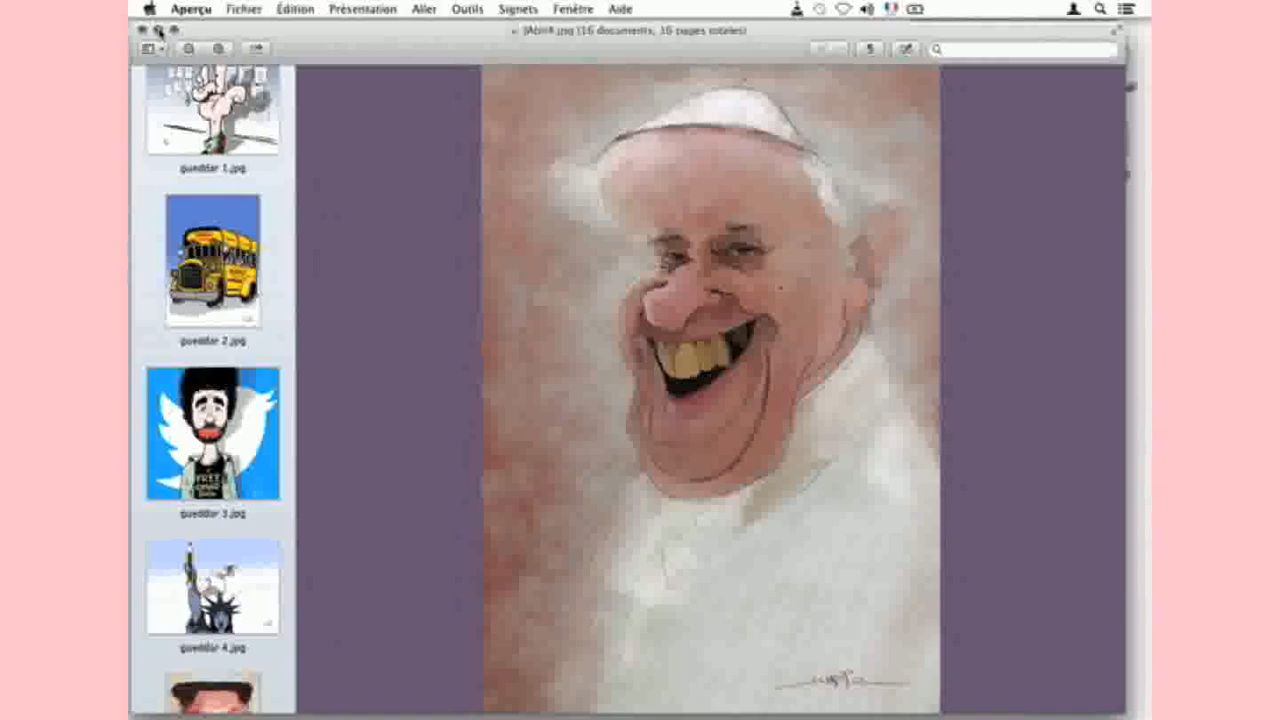 Aperçu Fichier Édition Présentation Aller Outils Signets Fenêtre Aide
(16 documents, 16 pages totales)
gueddar 1.jpg
gueddar 2.jpg
FREE
gueddar 3.jpg
gueddar 4.jpg